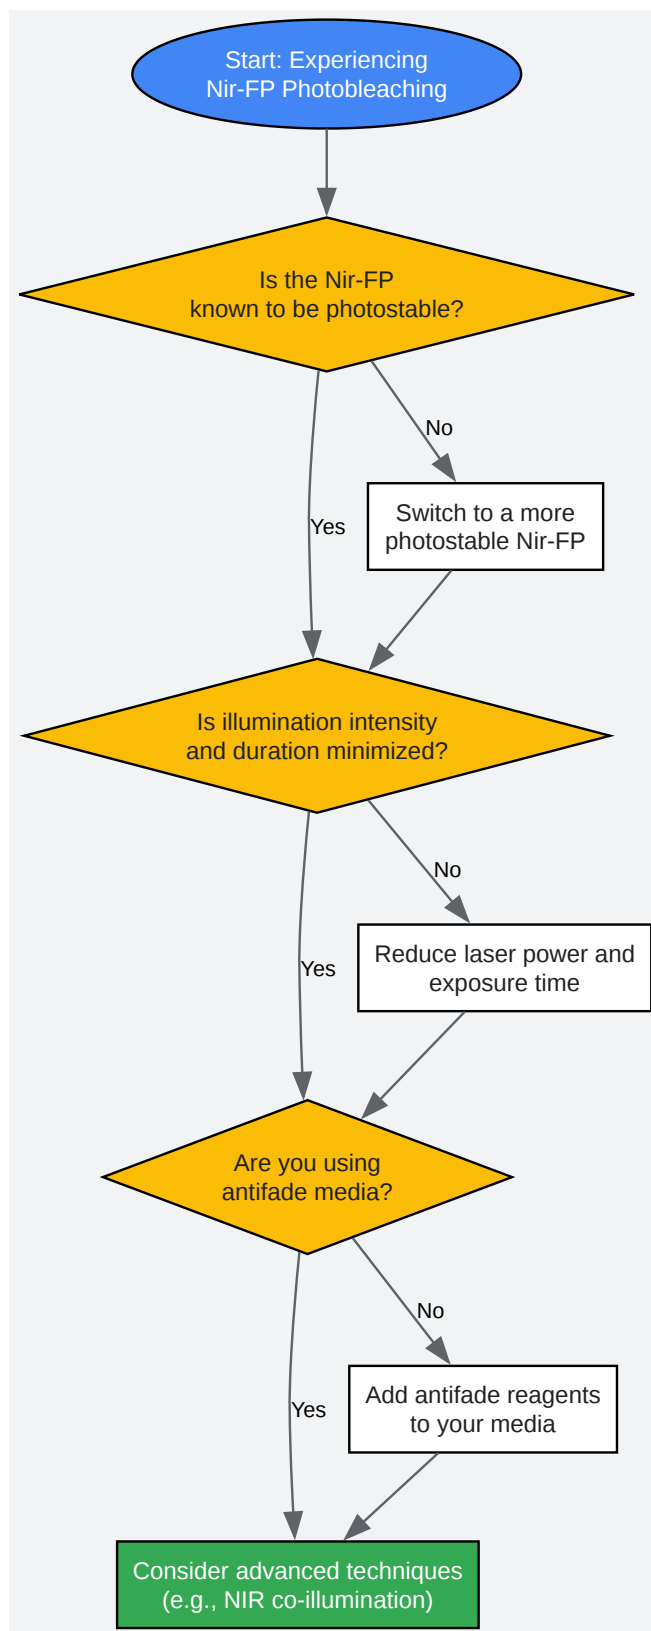 Start: Experiencing
Nir-FP Photobleaching
Is the Nir-FP
known to be photostable?
No
Switch to a more
photostable Nir-FP
Yes
Is illumination intensity
and duration minimized?
No
Reduce laser power and
exposure time
Yes
Are you using
antifade media?
No
Add antifade reagents
to your media
Yes
Consider advanced techniques
(e.g., NIR co-illumination)